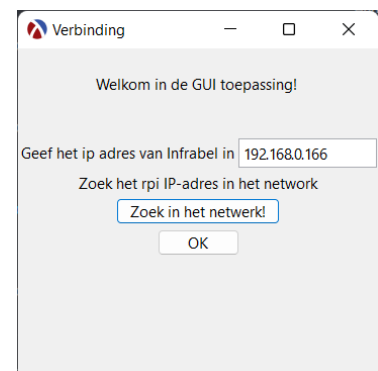 Verbinding
Welkom in de GUI toepassing!
Geef het ip adres van Infrabel in 192.168.0.166
Zoek het rpi IP-adres in het network
Zoek in het netwerk!
OK